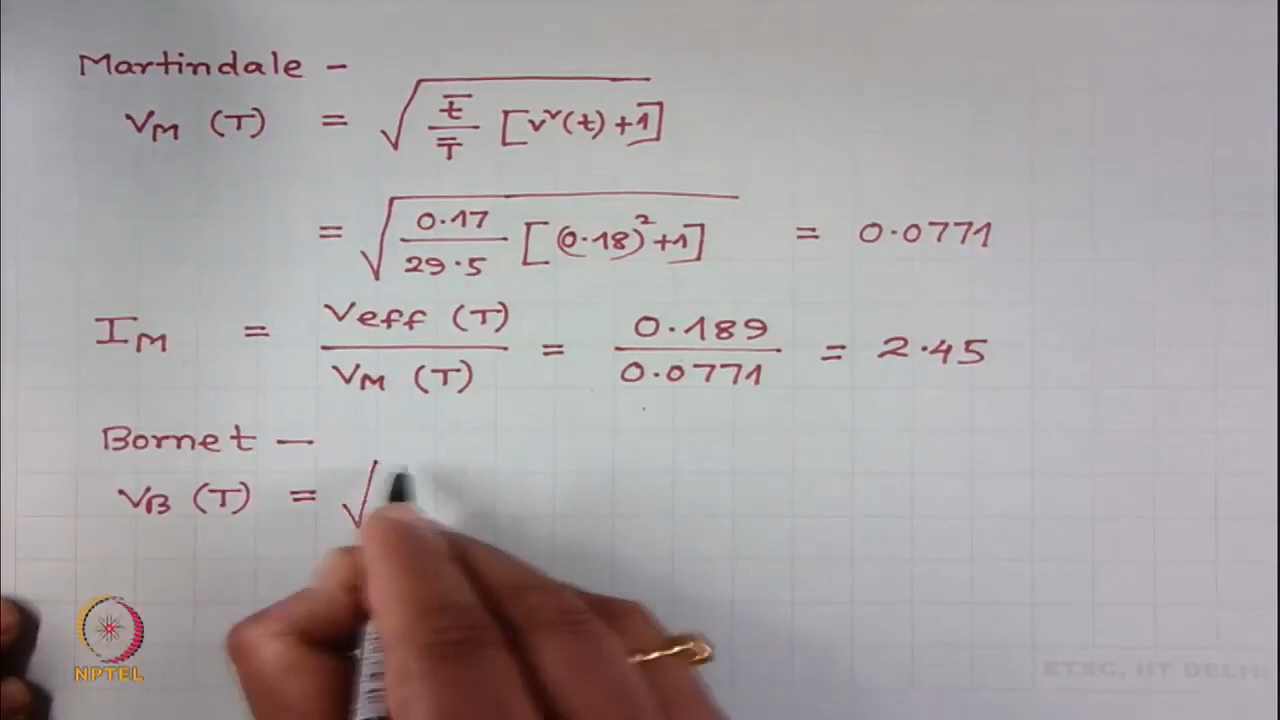 Martindale -
VM (T) = √ t̅/T̅ [v²(t) +1]
= √ 0.17/29.5 [(0.18)²+1] = 0.0771
IM = Veff (T)/VM (T) = 0.189/0.0771 = 2.45
Bornet —
VB (T) = √
NPTEL
ETSC, IIT DELHI